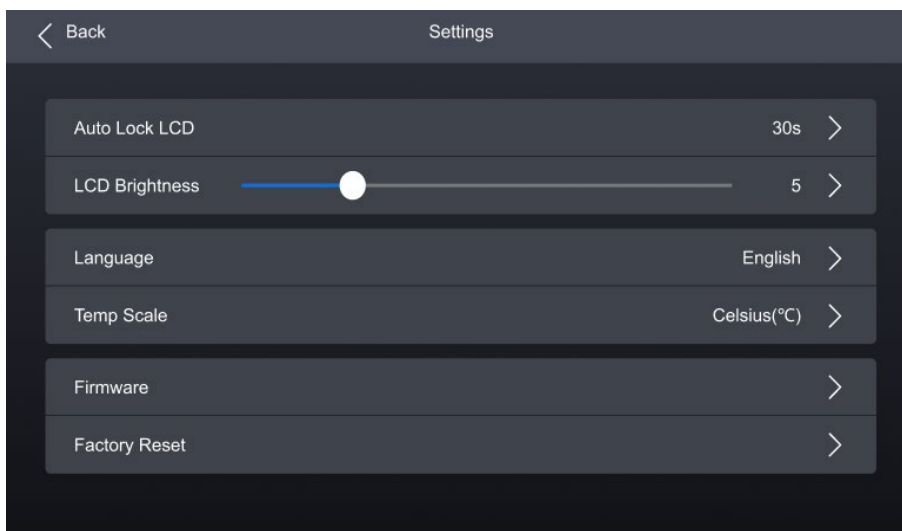 Back Settings
Auto Lock LCD 30s
LCD Brightness 5
Language English
Temp Scale Celsius(℃)
Firmware
Factory Reset